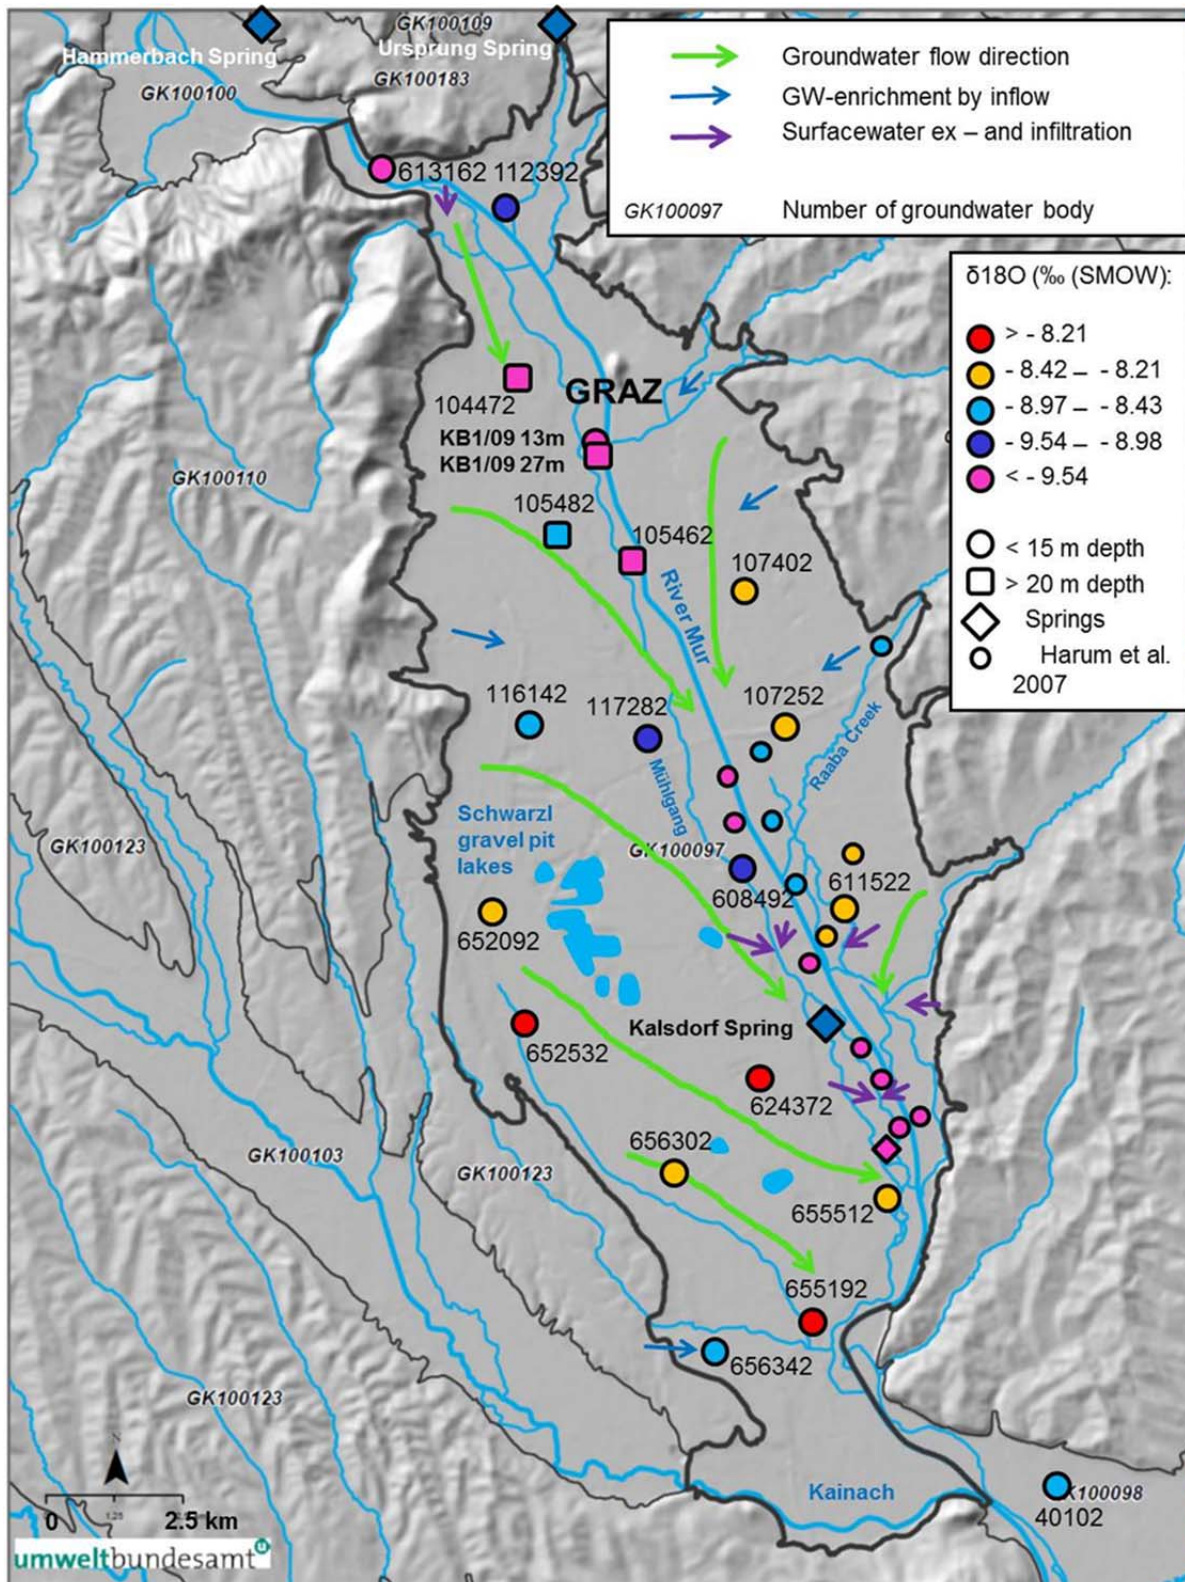 GK100109
Hammerbach Spring
Ursprung Spring
GK100183
GK100100
Groundwater flow direction
GW-enrichment by inflow
Surfacewater ex – and infiltration
GK100097 Number of groundwater body
613162 112392
δ18O (‰ (SMOW):
> - 8.21
- 8.42 – - 8.21
- 8.97 – - 8.43
- 9.54 – - 8.98
< - 9.54
< 15 m depth
> 20 m depth
Springs
Harum et al.
2007
GRAZ
104472
KB1/09 13m
KB1/09 27m
GK100110
105482
105462
107402
River Mur
116142
117282
107252
Raaba Creek
Mühlgang
Schwarzl
gravel pit
lakes
GK100123
GK100097
611522
608492
652092
Kalsdorf Spring
652532
624372
656302
GK100103
GK100123
655512
655192
656342
GK100123
Kainach
K100098
40102
N
0 1.25 2.5 km
umweltbundesamt